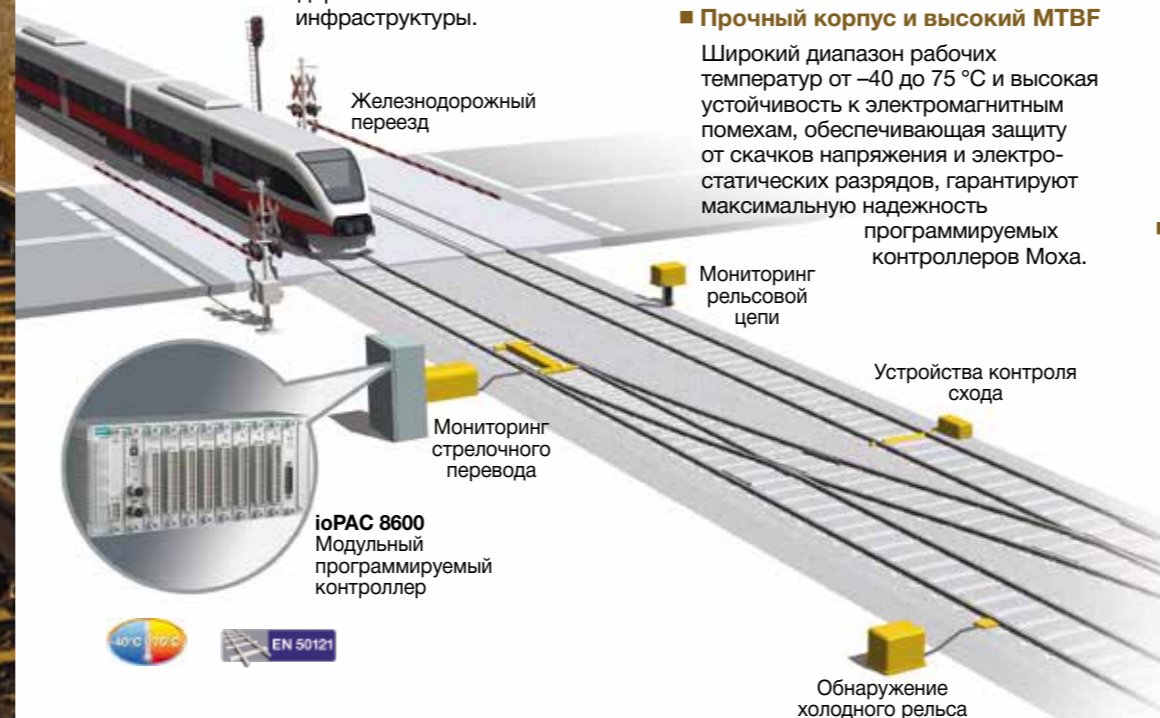 инфраструктуры.
■ Прочный корпус и высокий MTBF
Широкий диапазон рабочих
температур от –40 до 75 °C и высокая
устойчивость к электромагнитным
помехам, обеспечивающая защиту
от скачков напряжения и электро-
статических разрядов, гарантируют
максимальную надежность
программируемых
контроллеров Moxa.
Железнодорожный
переезд
Мониторинг
рельсовой
цепи
Устройства контроля
схода
Мониторинг
стрелочного
перевода
ioPAC 8600
Модульный
программируемый
контроллер
EN 50121
Обнаружение
холодного рельса